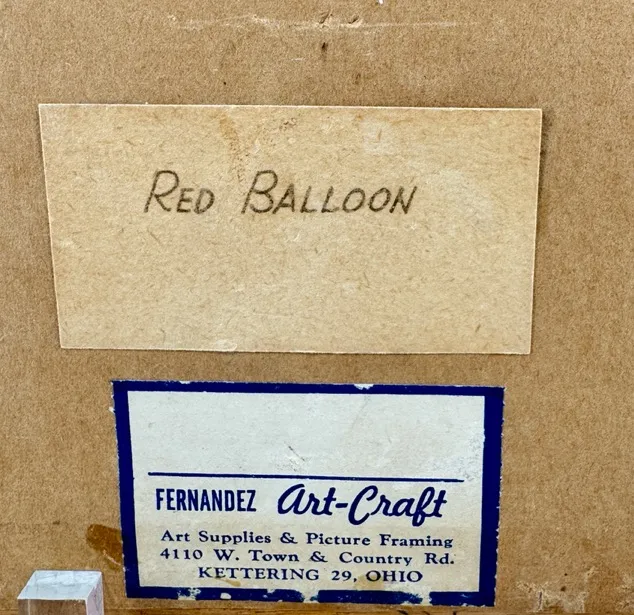 RED BALLOON
FERNANDEZ Art-Craft
Art Supplies & Picture Framing
4110 W. Town & Country Rd.
KETTERING 29, OHIO